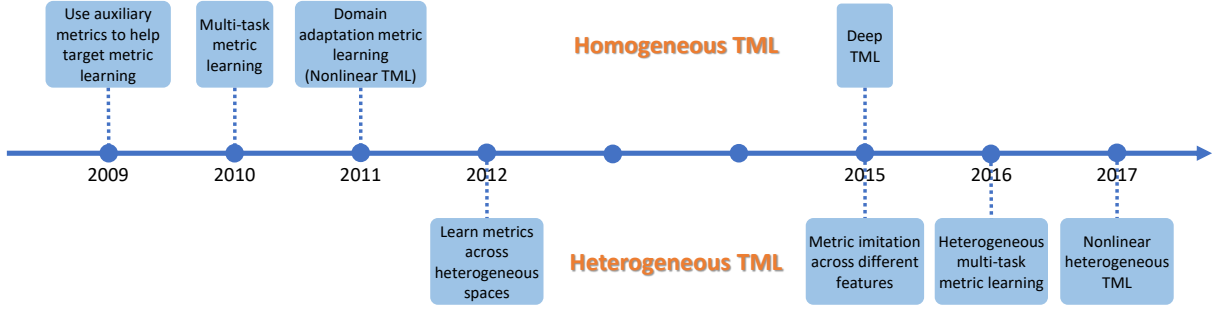 Use auxiliary
metrics to help
target metric
learning
Multi-task
metric
learning
Domain
adaptation metric
learning
(Nonlinear TML)
Homogeneous TML
Deep
TML
2009
2010
2011
2012
2015
2016
2017
Learn metrics
across
heterogeneous
spaces
Heterogeneous TML
Metric imitation
across different
features
Heterogeneous
multi-task
metric learning
Nonlinear
heterogeneous
TML